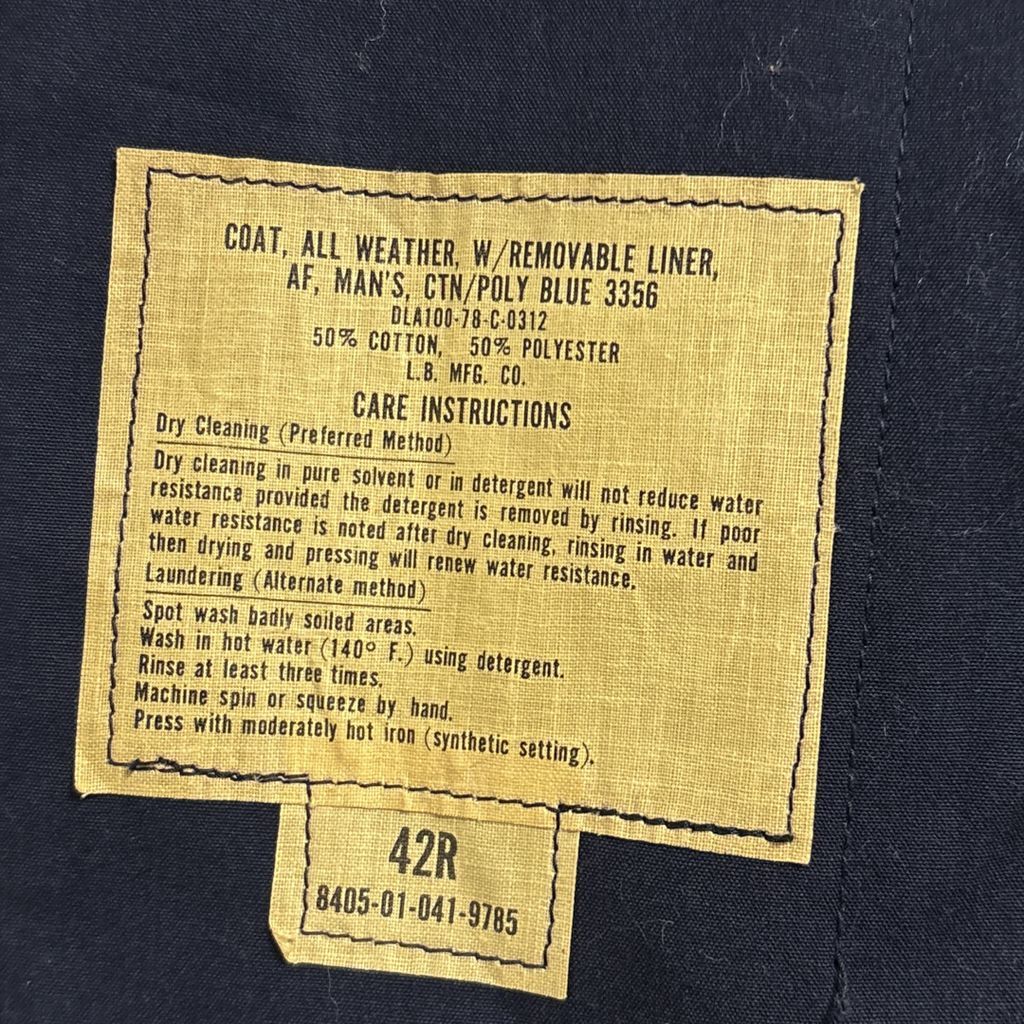 COAT, ALL WEATHER, W/REMOVABLE LINER,
AF, MAN'S, CTN/POLY BLUE 3356
DLA100-78-C-0312
50% COTTON, 50% POLYESTER
L.B. MFG. CO.
CARE INSTRUCTIONS
Dry Cleaning (Preferred Method)
Dry cleaning in pure solvent or in detergent will not reduce water
resistance provided the detergent is removed by rinsing. If poor
water resistance is noted after dry cleaning, rinsing in water and
then drying and pressing will renew water resistance.
Laundering (Alternate method)
Spot wash badly soiled areas.
Wash in hot water (140° F.) using detergent.
Rinse at least three times.
Machine spin or squeeze by hand.
Press with moderately hot iron (synthetic setting).
42R
8405-01-041-9785